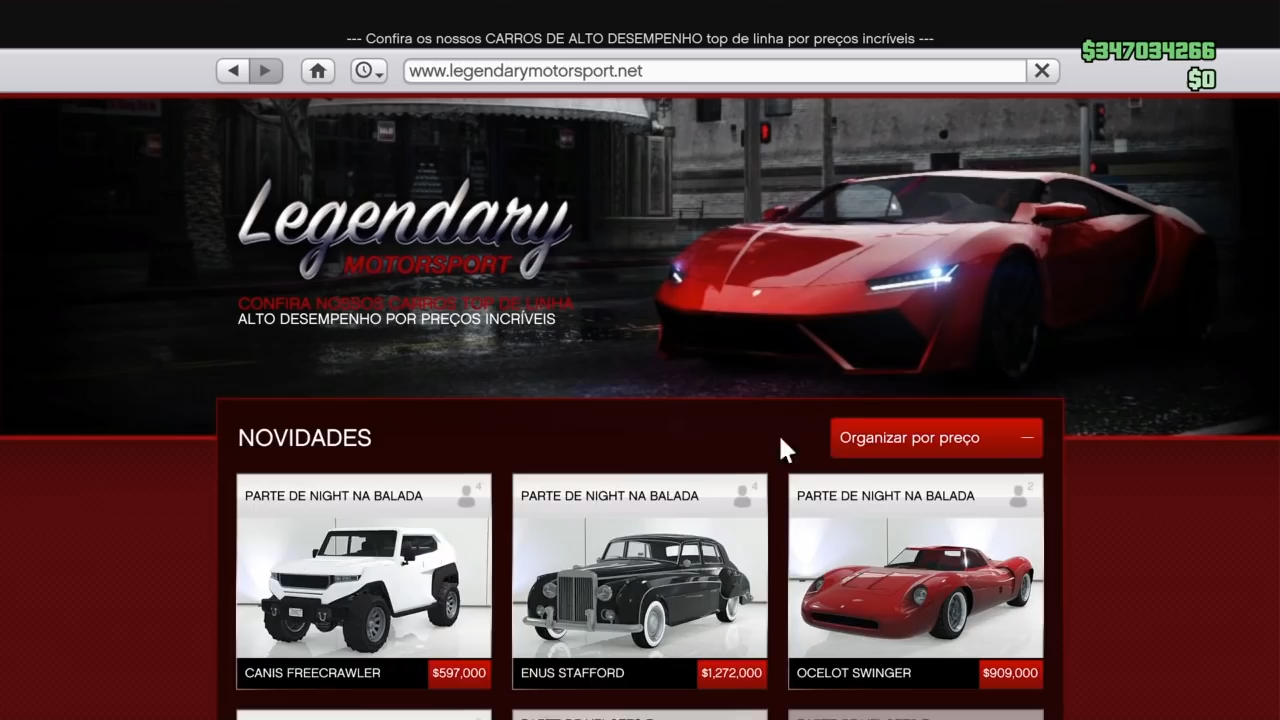 --- Confira os nossos CARROS DE ALTO DESEMPENHO top de linha por preços incríveis ---
$347034266
www.legendarymotorsport.net
$0
Legendary
MOTORSPORT
CONFIRA NOSSOS CARROS TOP DE LINHA
ALTO DESEMPENHO POR PREÇOS INCRÍVEIS
NOVIDADES
Organizar por preço
PARTE DE NIGHT NA BALADA 4
PARTE DE NIGHT NA BALADA 4
PARTE DE NIGHT NA BALADA 2
CANIS FREECRAWLER $597,000
ENUS STAFFORD $1,272,000
OCELOT SWINGER $909,000